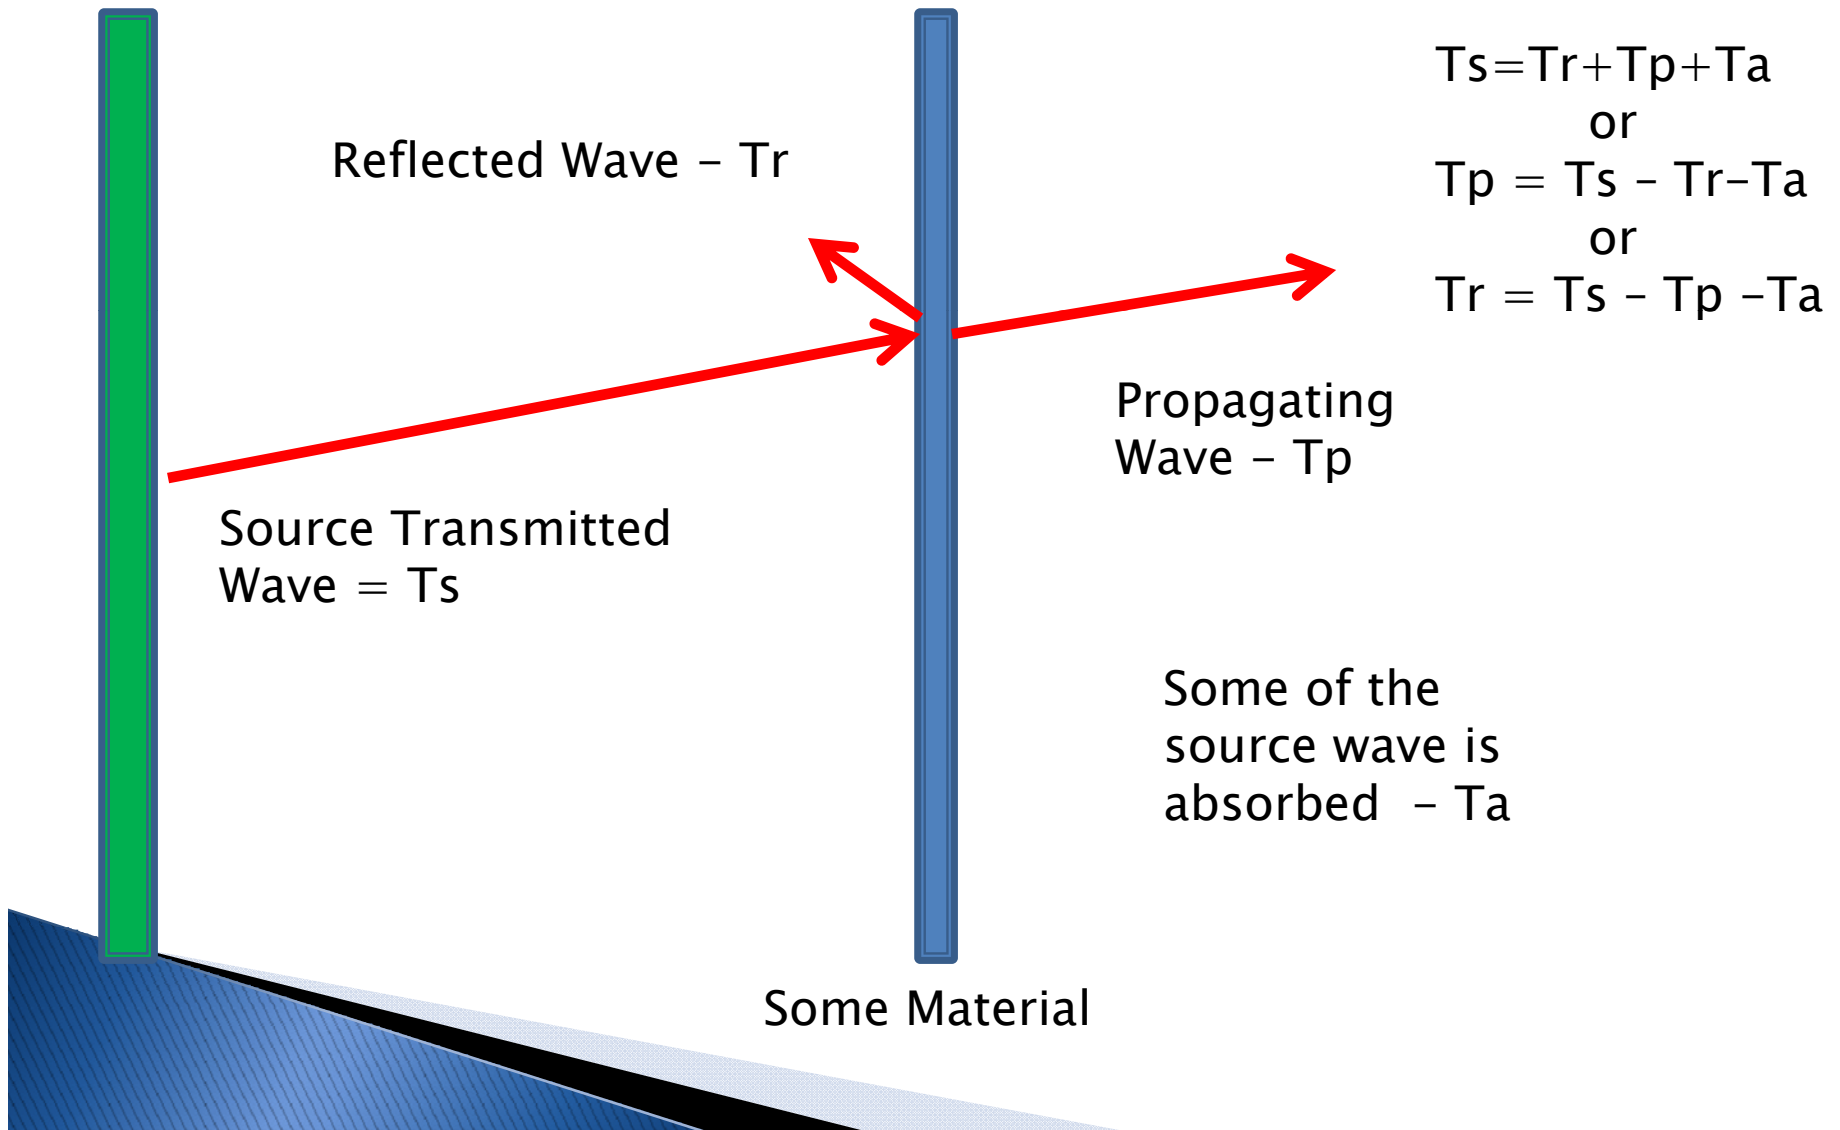 Ts=Tr+Tp+Ta
or
Tp = Ts – Tr–Ta
or
Tr = Ts – Tp –Ta
Reflected Wave – Tr
Propagating
Wave – Tp
Source Transmitted
Wave = Ts
Some of the
source wave is
absorbed – Ta
Some Material